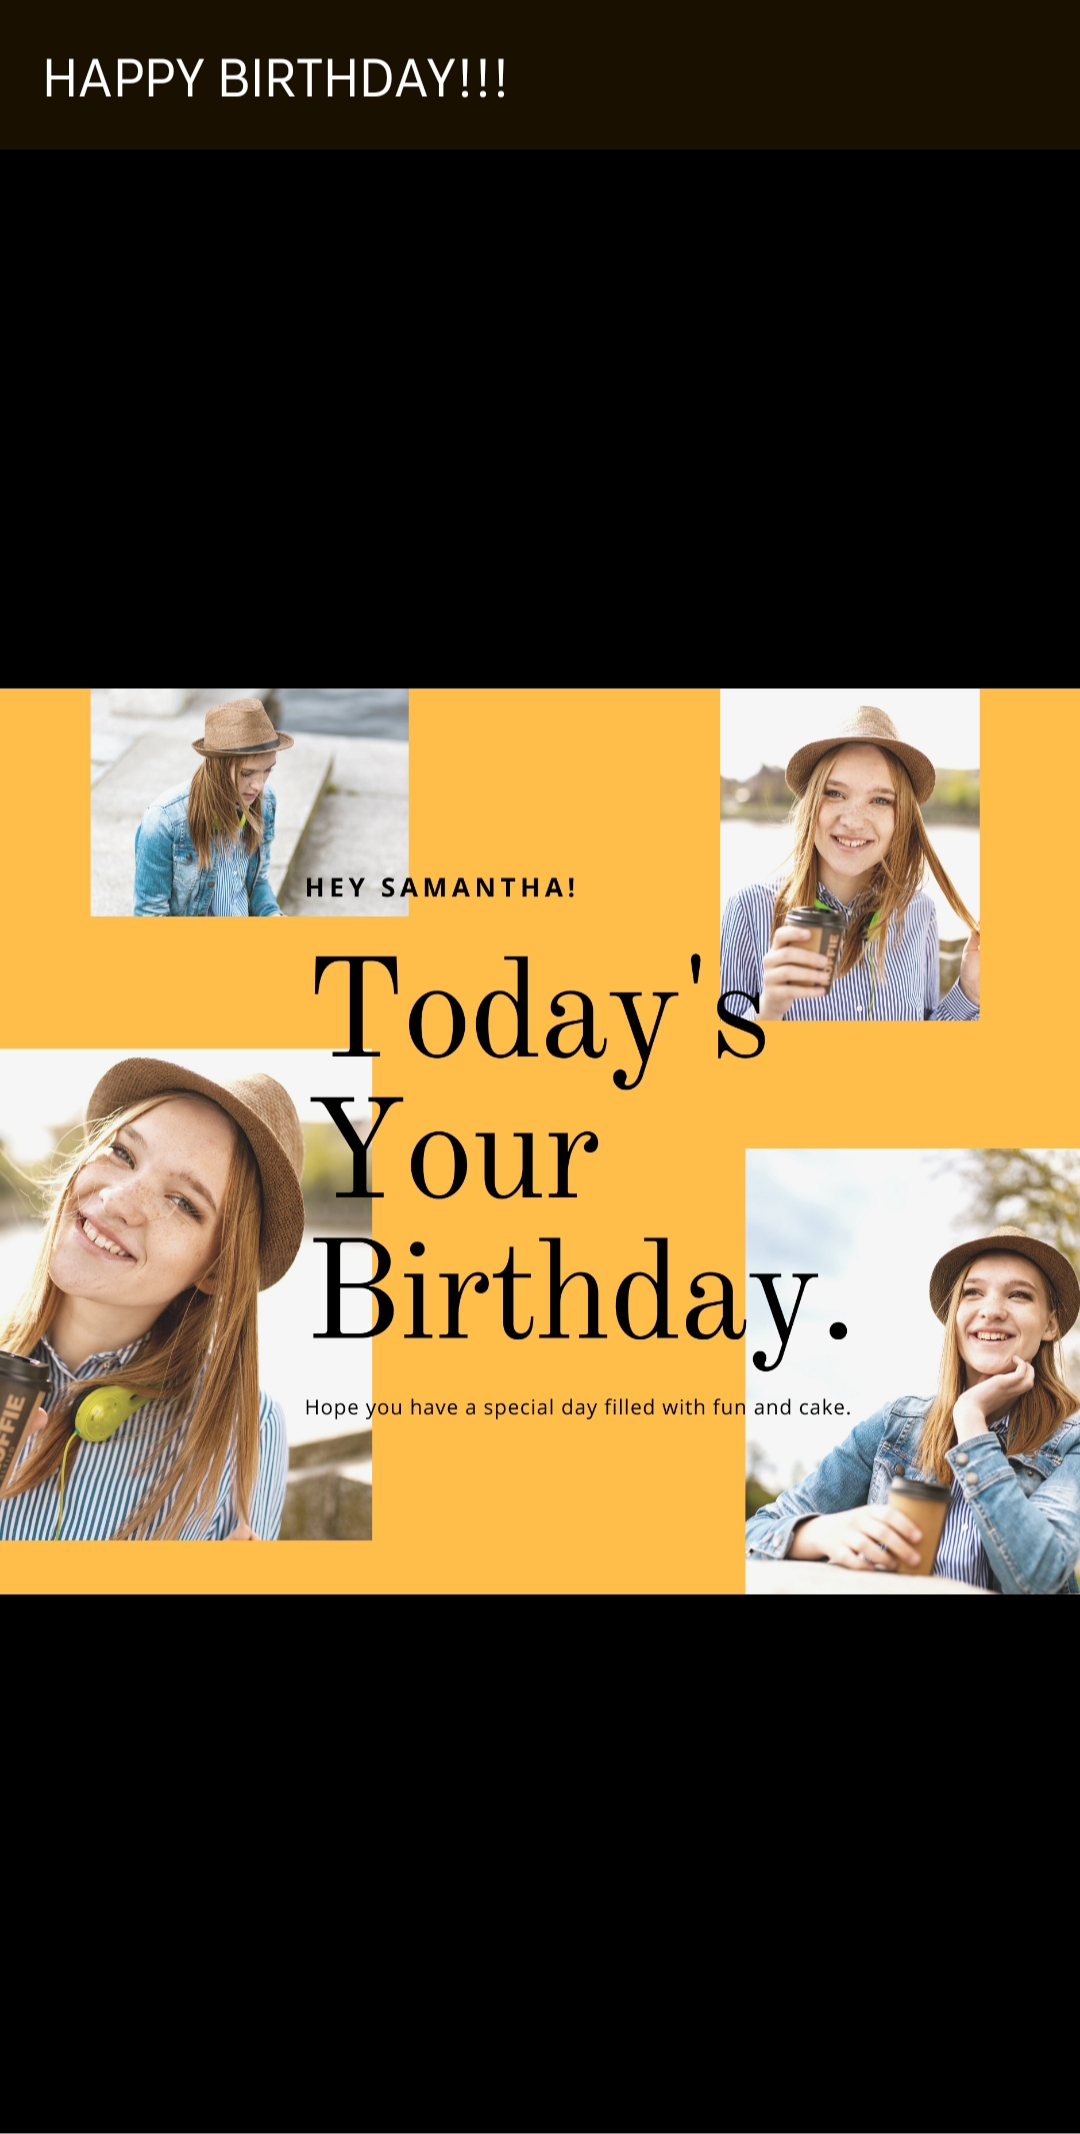 HAPPY BIRTHDAY!!!
HEY SAMANTHA!
Today's
Your
Birthday.
Hope you have a special day filled with fun and cake.